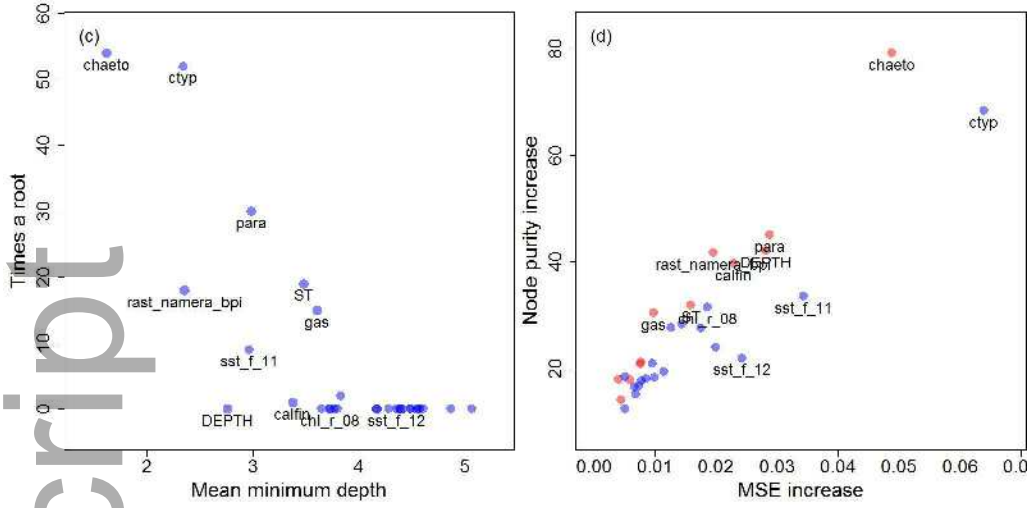 (c)
Times a root
60
50
40
30
20
10
0
chaeto
ctyp
para
rast_namera_bpi
ST
gas
sst_f_11
DEPTH
calfin
chl_r_08
sst_f_12
2 3 4 5
Mean minimum depth
(d)
Node purity increase
80
60
40
20
chaeto
ctyp
para
rast_namera_bpi
DEPTH
calfin
sst_f_11
ST
chl_r_08
gas
sst_f_12
0.00 0.01 0.02 0.03 0.04 0.05 0.06
MSE increase
cript